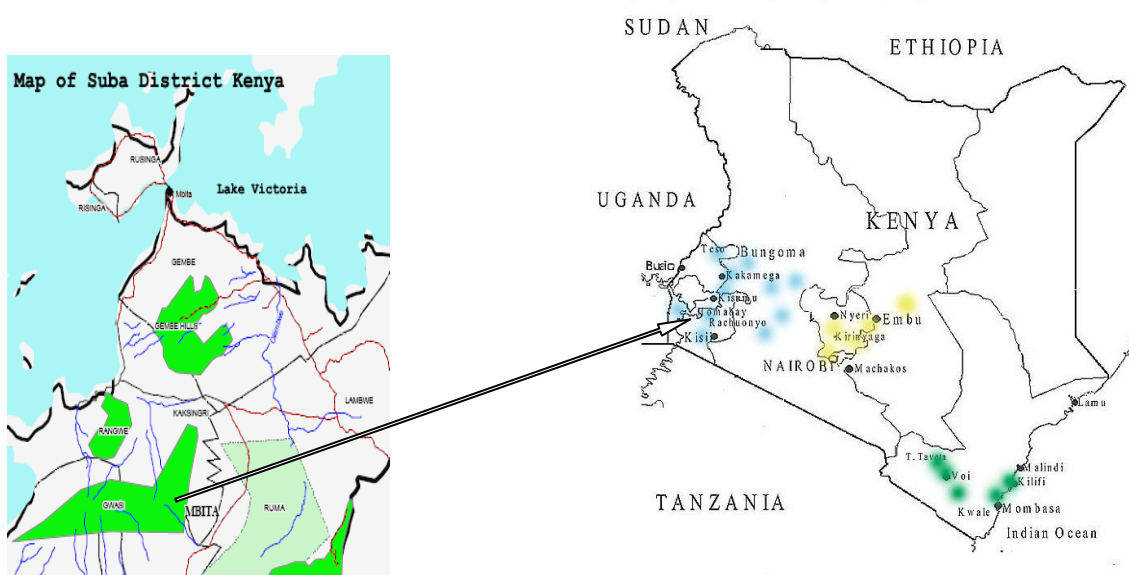 Map of Suba District Kenya
RUSINGA
Mbita
Lake Victoria
RISINGA
GEMBE
GEMBE HILLS
LAMBWE
KAKSINGRI
RANGWE
GWASI
MBITA
RUMA
SUDAN
ETHIOPIA
UGANDA
KENYA
Teso
Bungoma
Busia
Kakamega
Kisumu
Homabay
Rachuonyo
Kisii
Nyeri
Embu
Kirinyaga
NAIROBI
Machakos
Lamu
T. Taveta
Voi
Malindi
Kilifi
Kwale
Mombasa
TANZANIA
Indian Ocean